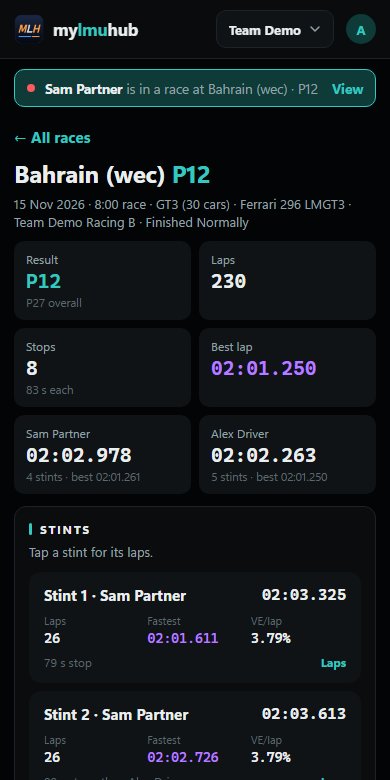 MLH mylmuhub Team Demo A
Sam Partner is in a race at Bahrain (wec) · P12 View
← All races
Bahrain (wec) P12
15 Nov 2026 · 8:00 race · GT3 (30 cars) · Ferrari 296 LMGT3 ·
Team Demo Racing B · Finished Normally
Result
P12
P27 overall
Laps
230
Stops
8
83 s each
Best lap
02:01.250
Sam Partner
02:02.978
4 stints · best 02:01.261
Alex Driver
02:02.263
5 stints · best 02:01.250
STINTS
Tap a stint for its laps.
Stint 1 · Sam Partner 02:03.325
Laps Fastest VE/lap
26 02:01.611 3.79%
79 s stop Laps
Stint 2 · Sam Partner 02:03.613
Laps Fastest VE/lap
26 02:02.726 3.79%